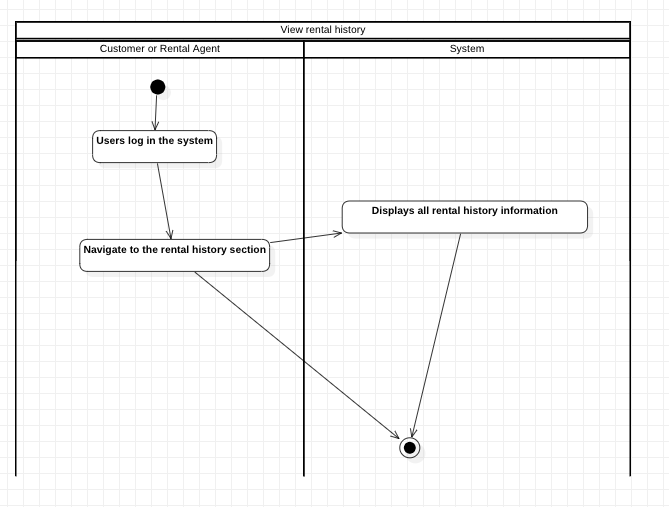 View rental history
Customer or Rental Agent
System
Users log in the system
Displays all rental history information
Navigate to the rental history section